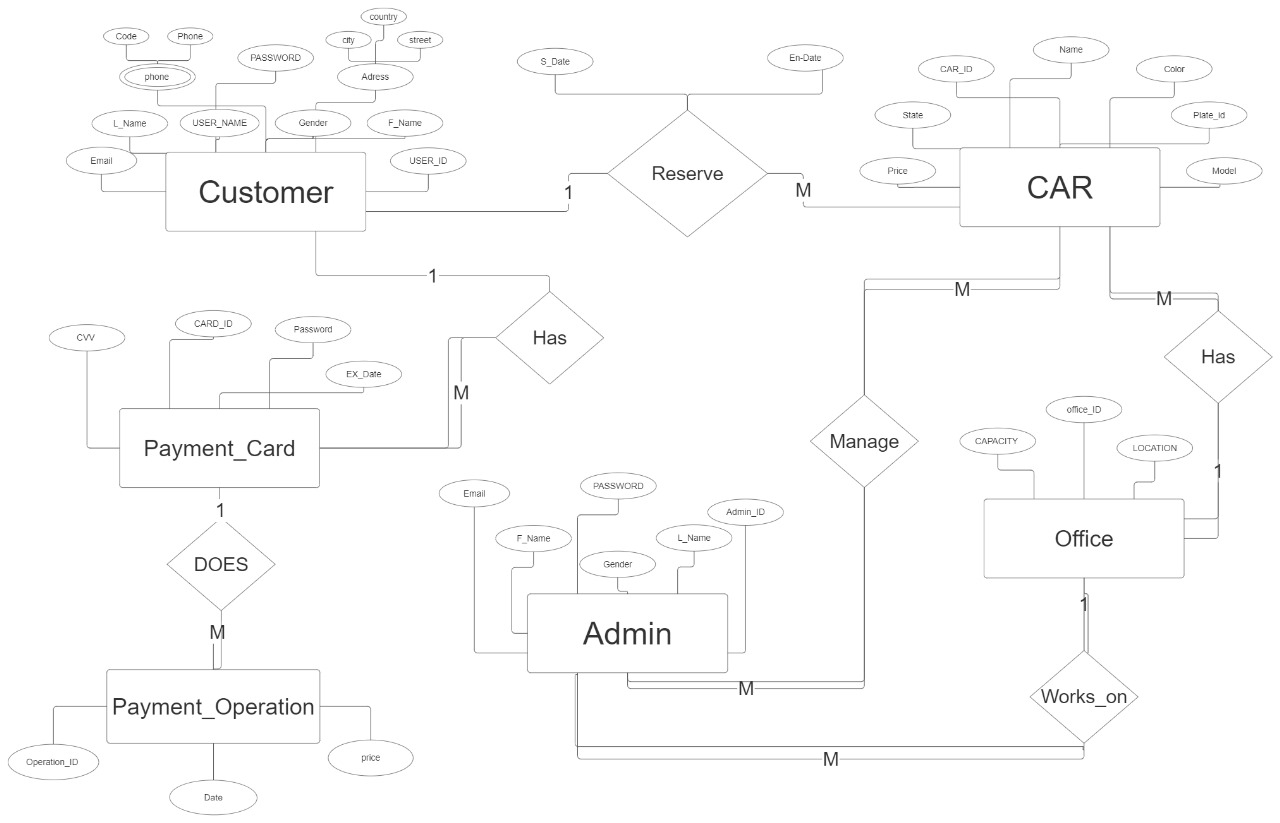 country
Code
Phone
city
street
PASSWORD
phone
Adress
L_Name
USER_NAME
Gender
F_Name
Email
USER_ID
Customer
S_Date
En-Date
Reserve
1
M
Name
CAR_ID
Color
State
Plate_id
Price
Model
CAR
1
Has
M
M
M
Has
1
CVV
CARD_ID
Password
EX_Date
Payment_Card
1
DOES
M
Payment_Operation
Operation_ID
price
Date
Manage
M
office_ID
CAPACITY
LOCATION
Office
1
Works_on
M
Email
PASSWORD
Admin_ID
F_Name
L_Name
Gender
Admin